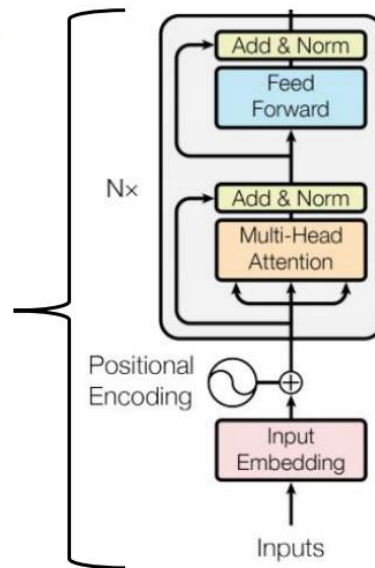 Add & Norm
Feed
Forward
N×
Add & Norm
Multi-Head
Attention
Positional
Encoding
Input
Embedding
Inputs